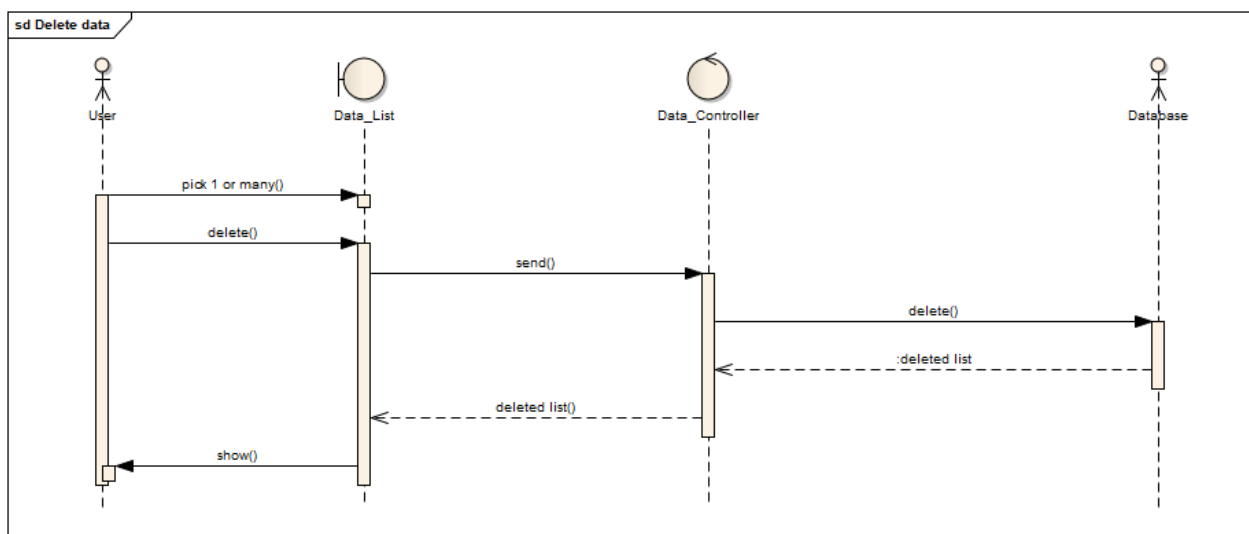 sd Delete data
User
Data_List
Data_Controller
Database
pick 1 or many()
delete()
send()
delete()
:deleted list
deleted list()
show()